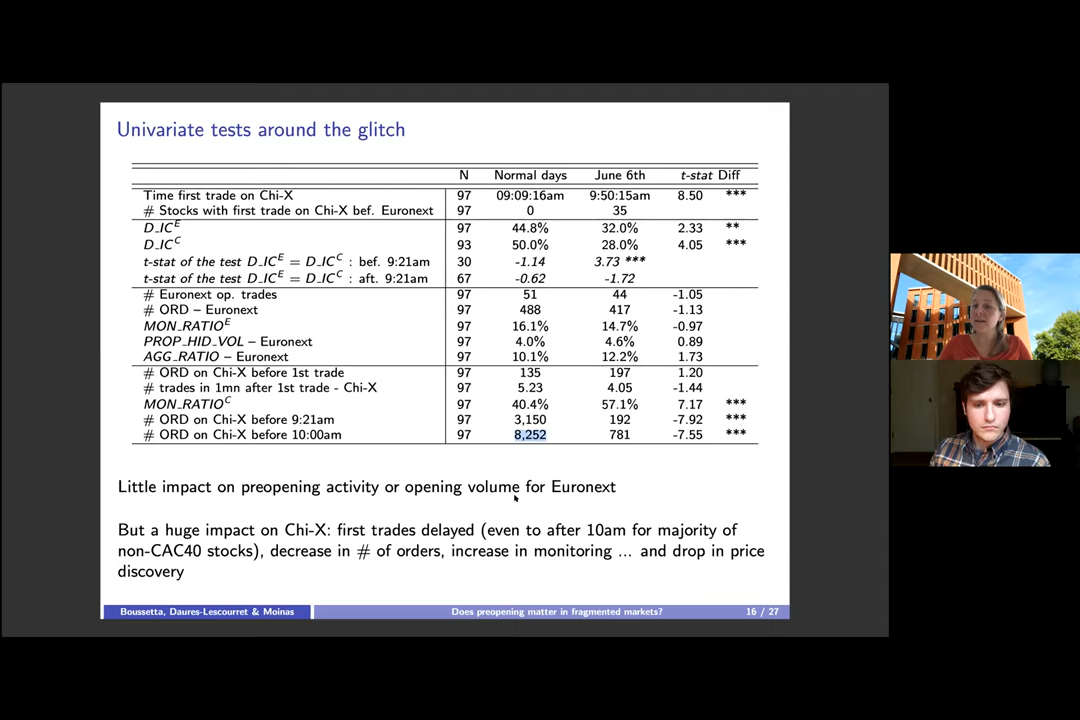 Univariate tests around the glitch
N Normal days June 6th t-stat Diff
Time first trade on Chi-X 97 09:09:16am 9:50:15am 8.50 ***
# Stocks with first trade on Chi-X bef. Euronext 97 0 35
D_IC^E 97 44.8% 32.0% 2.33 **
D_IC^C 93 50.0% 28.0% 4.05 ***
t-stat of the test D_IC^E = D_IC^C : bef. 9:21am 30 -1.14 3.73 ***
t-stat of the test D_IC^E = D_IC^C : aft. 9:21am 67 -0.62 -1.72
# Euronext op. trades 97 51 44 -1.05
# ORD – Euronext 97 488 417 -1.13
MON_RATIO^E 97 16.1% 14.7% -0.97
PROP_HID_VOL – Euronext 97 4.0% 4.6% 0.89
AGG_RATIO – Euronext 97 10.1% 12.2% 1.73
# ORD on Chi-X before 1st trade 97 135 197 1.20
# trades in 1mn after 1st trade - Chi-X 97 5.23 4.05 -1.44
MON_RATIO^C 97 40.4% 57.1% 7.17 ***
# ORD on Chi-X before 9:21am 97 3,150 192 -7.92 ***
# ORD on Chi-X before 10:00am 97 8,252 781 -7.55 ***
Little impact on preopening activity or opening volume for Euronext
But a huge impact on Chi-X: first trades delayed (even to after 10am for majority of
non-CAC40 stocks), decrease in # of orders, increase in monitoring ... and drop in price
discovery
Boussetta, Daures-Lescourret & Moinas Does preopening matter in fragmented markets? 16 / 27